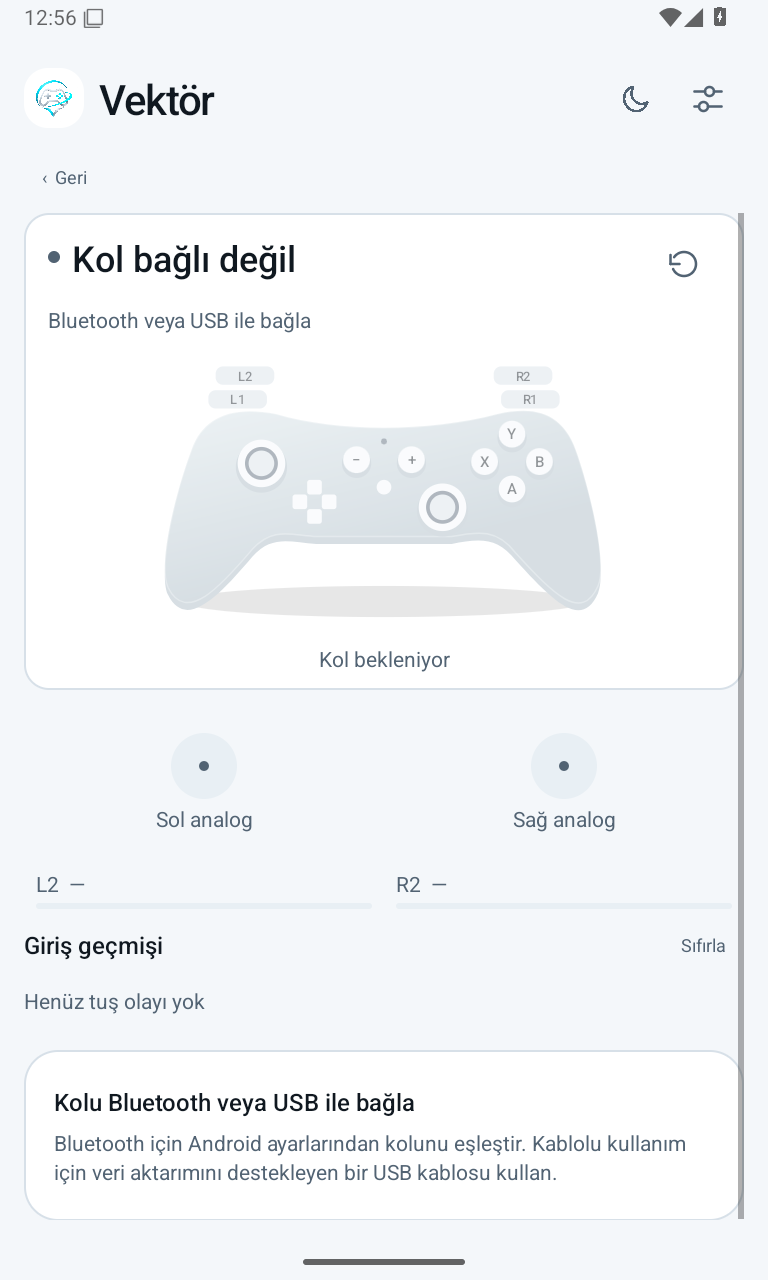 12:56
Vektör
‹ Geri
Kol bağlı değil
Bluetooth veya USB ile bağla
L2
R2
L1
R1
Y
X
B
A
−
+
Kol bekleniyor
Sol analog
Sağ analog
L2 —
R2 —
Giriş geçmişi
Sıfırla
Henüz tuş olayı yok
Kolu Bluetooth veya USB ile bağla
Bluetooth için Android ayarlarından kolunu eşleştir. Kablolu kullanım
için veri aktarımını destekleyen bir USB kablosu kullan.